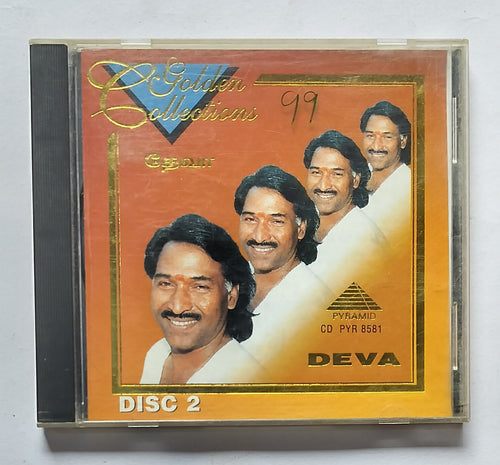 Golden
Collections
99
தேவா
PYRAMID
CD PYR 8581
DEVA
DISC 2